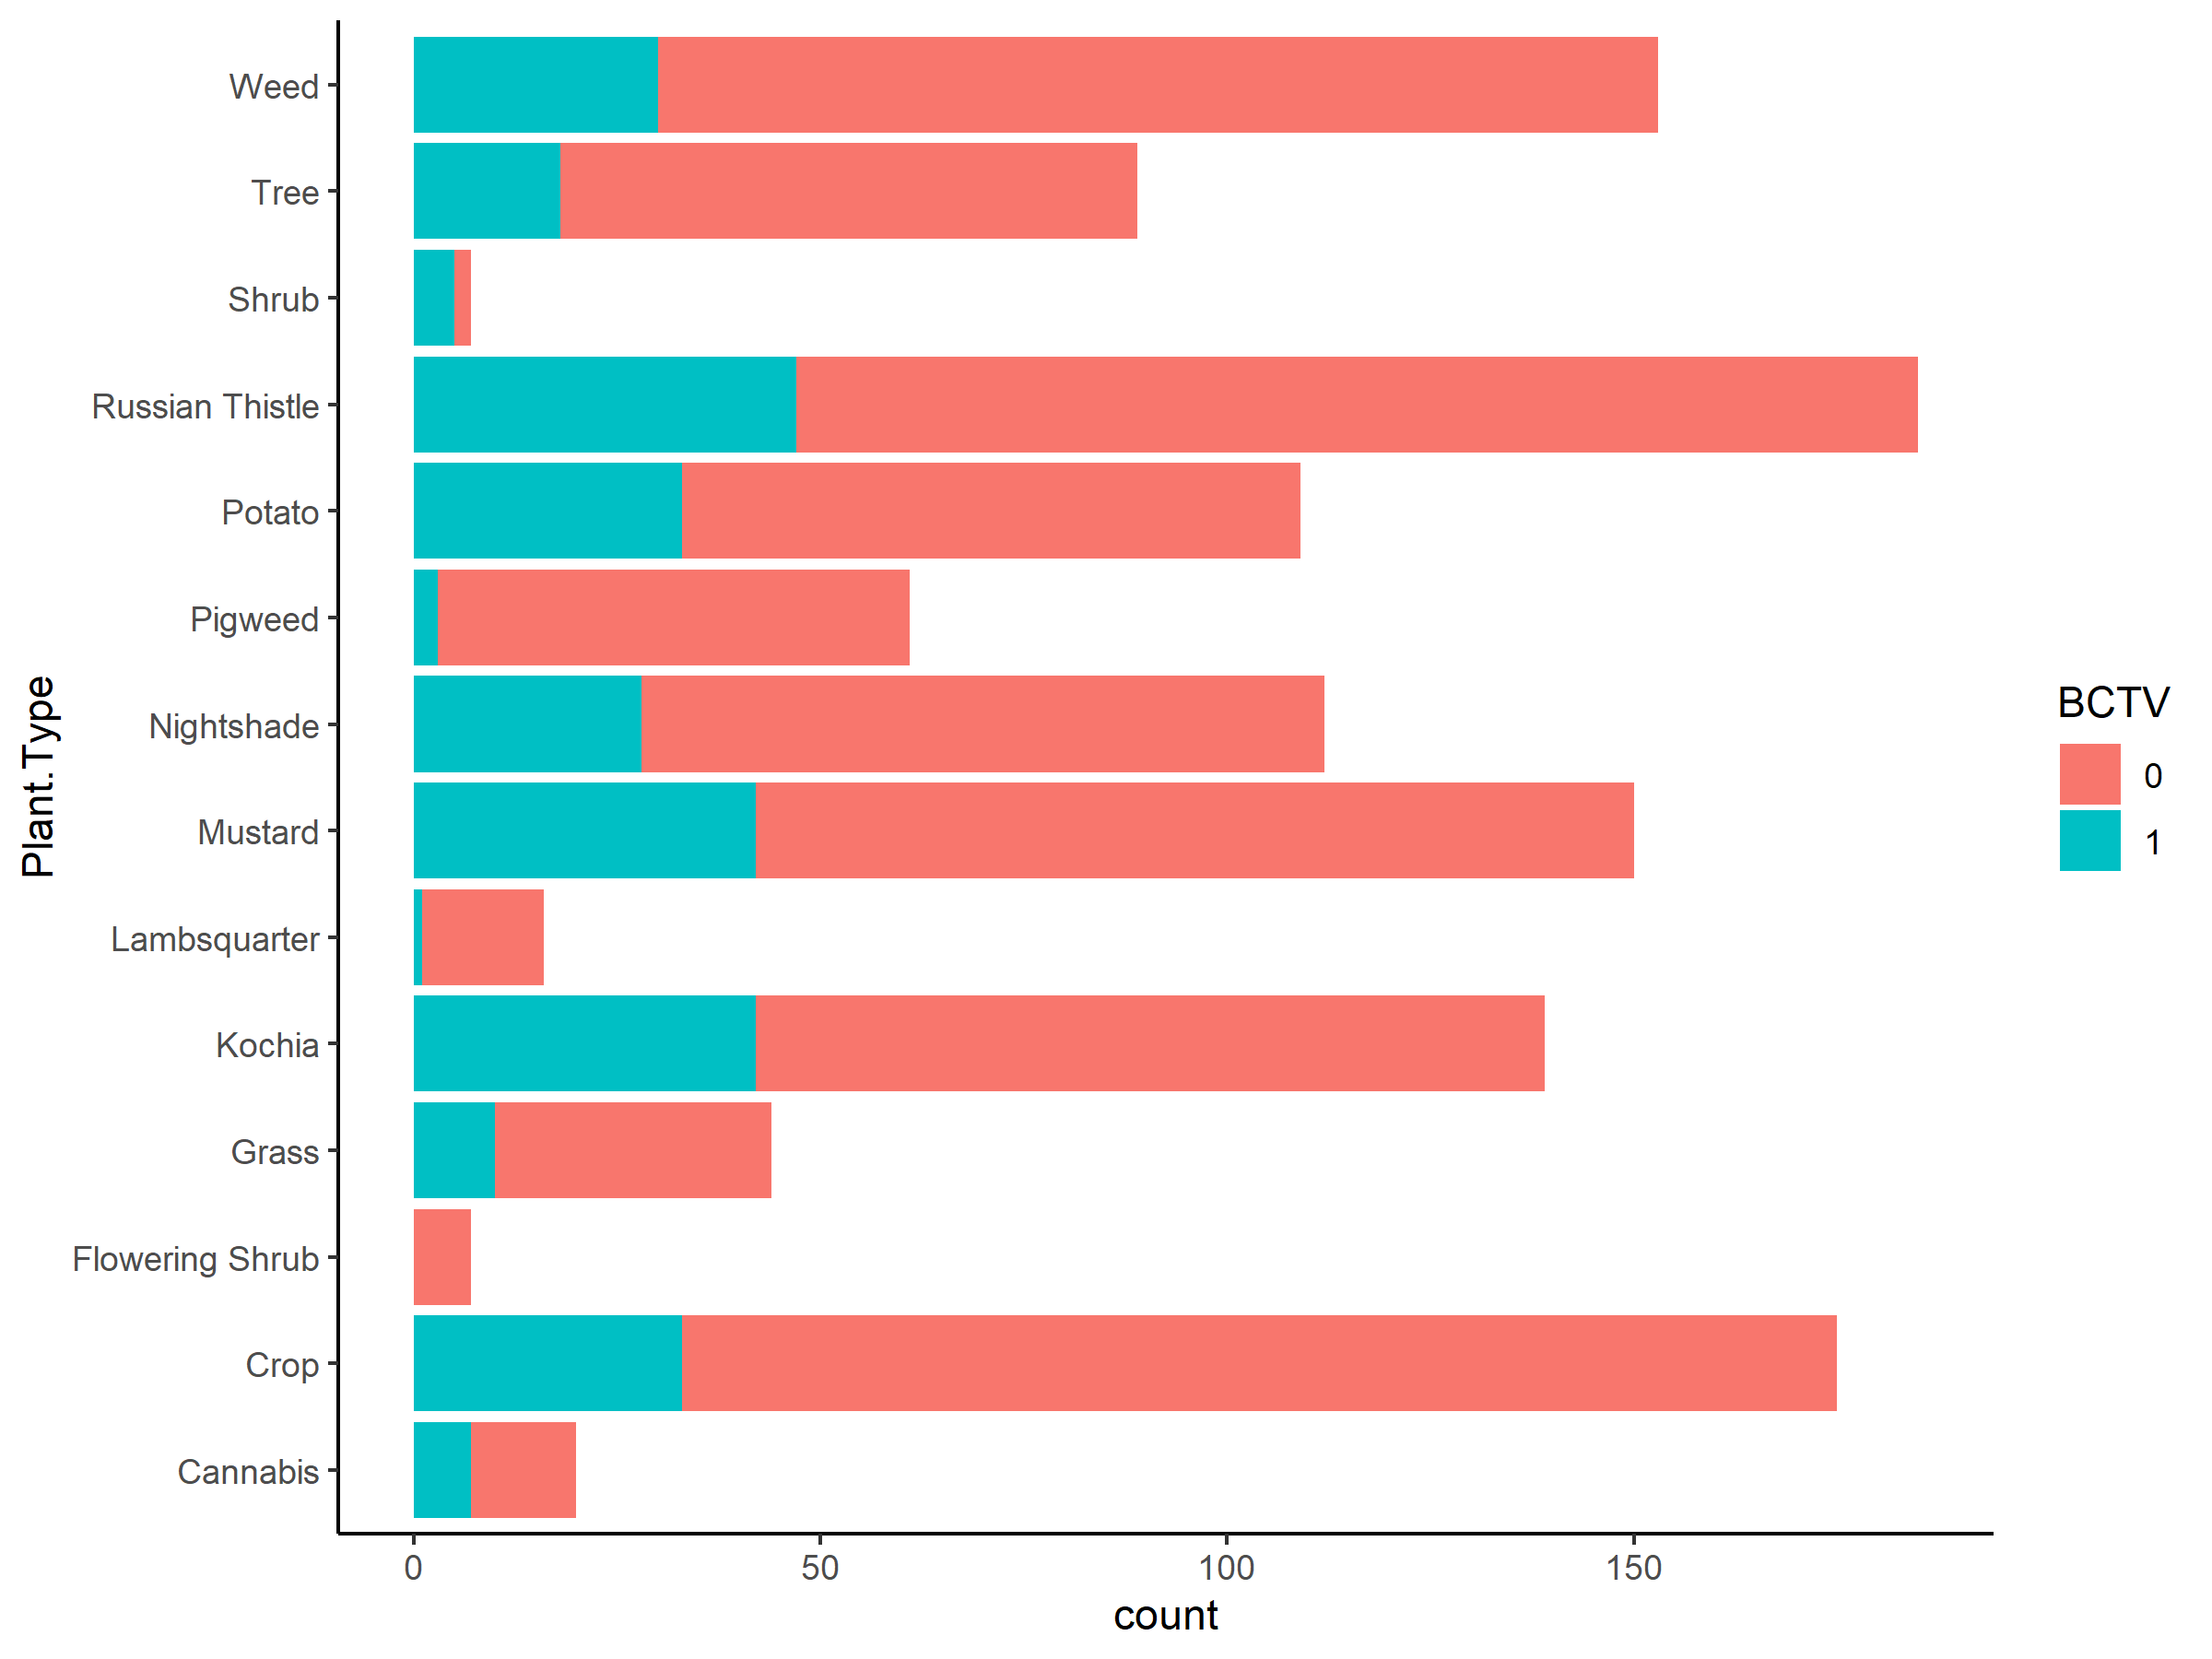 Plant.Type
Weed
Tree
Shrub
Russian Thistle
Potato
Pigweed
Nightshade
Mustard
Lambsquarter
Kochia
Grass
Flowering Shrub
Crop
Cannabis
0 50 100 150
count
BCTV
0
1